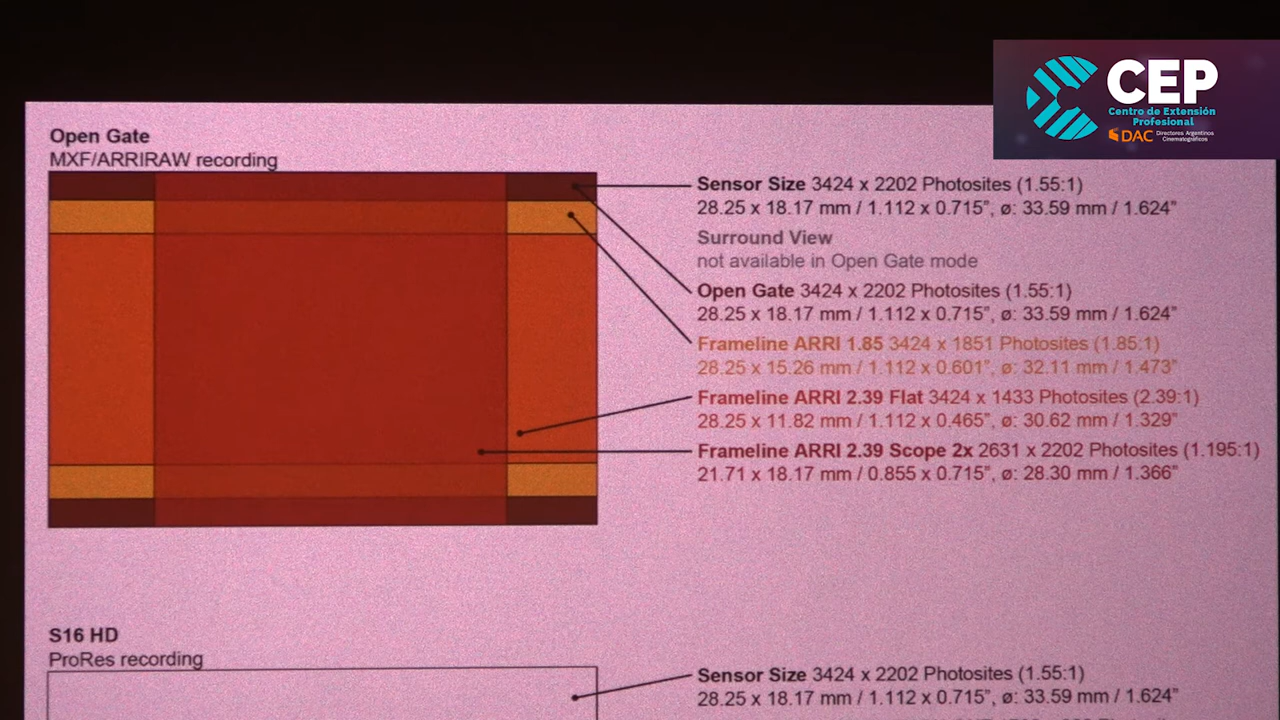 CEP
Centro de Extensión
Profesional
DAC Directores Argentinos
Cinematográficos
Open Gate
MXF/ARRIRAW recording
Sensor Size 3424 x 2202 Photosites (1.55:1)
28.25 x 18.17 mm / 1.112 x 0.715”, ø: 33.59 mm / 1.624”
Surround View
not available in Open Gate mode
Open Gate 3424 x 2202 Photosites (1.55:1)
28.25 x 18.17 mm / 1.112 x 0.715”, ø: 33.59 mm / 1.624”
Frameline ARRI 1.85 3424 x 1851 Photosites (1.85:1)
28.25 x 15.26 mm / 1.112 x 0.601”, ø: 32.11 mm / 1.473”
Frameline ARRI 2.39 Flat 3424 x 1433 Photosites (2.39:1)
28.25 x 11.82 mm / 1.112 x 0.465”, ø: 30.62 mm / 1.329”
Frameline ARRI 2.39 Scope 2x 2631 x 2202 Photosites (1.195:1)
21.71 x 18.17 mm / 0.855 x 0.715”, ø: 28.30 mm / 1.366”
S16 HD
ProRes recording
Sensor Size 3424 x 2202 Photosites (1.55:1)
28.25 x 18.17 mm / 1.112 x 0.715”, ø: 33.59 mm / 1.624”